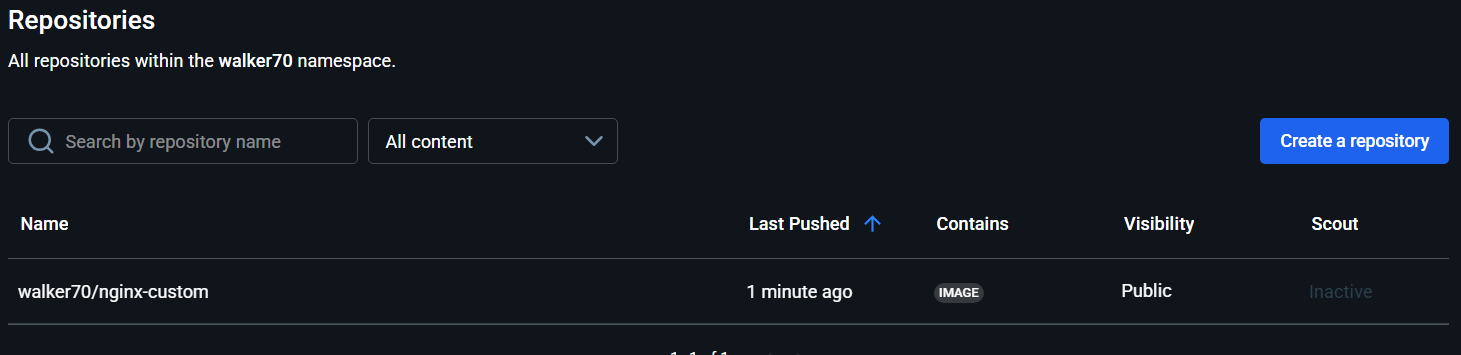 Repositories
All repositories within the walker70 namespace.
Search by repository name
All content
Create a repository
Name Last Pushed Contains Visibility Scout
walker70/nginx-custom 1 minute ago IMAGE Public Inactive